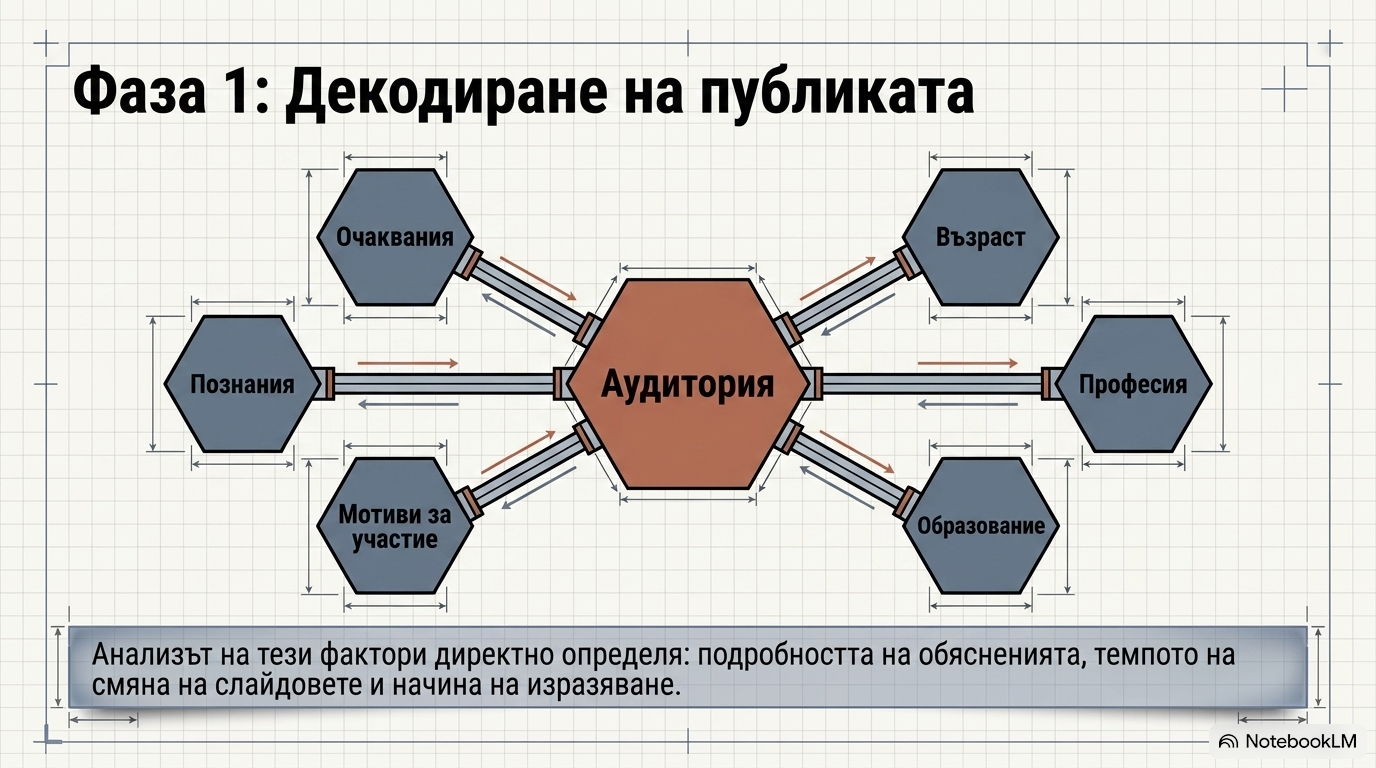 Фаза 1: Декодиране на публиката
Очаквания
Възраст
Познания
Аудитория
Професия
Мотиви за
участие
Образование
Анализът на тези фактори директно определя: подробността на обясненията, темпото на
смяна на слайдовете и начина на изразяване.
NotebookLM